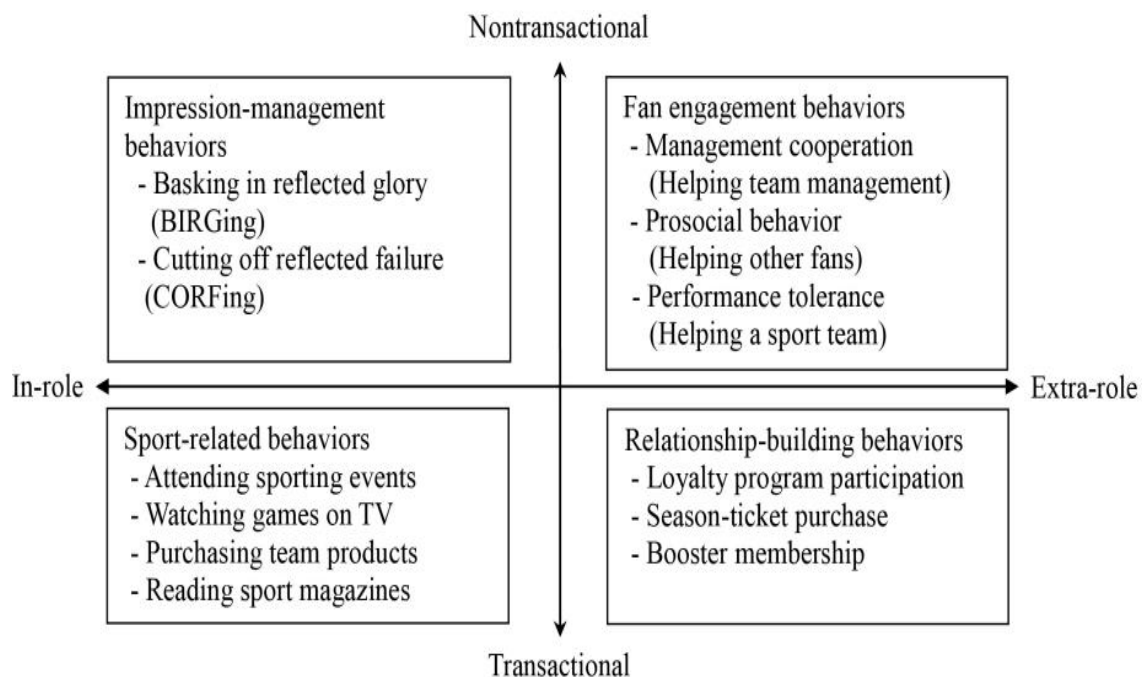 Nontransactional
Impression-management
behaviors
- Basking in reflected glory
(BIRGing)
- Cutting off reflected failure
(CORFing)
Fan engagement behaviors
- Management cooperation
(Helping team management)
- Prosocial behavior
(Helping other fans)
- Performance tolerance
(Helping a sport team)
In-role
Extra-role
Sport-related behaviors
- Attending sporting events
- Watching games on TV
- Purchasing team products
- Reading sport magazines
Relationship-building behaviors
- Loyalty program participation
- Season-ticket purchase
- Booster membership
Transactional